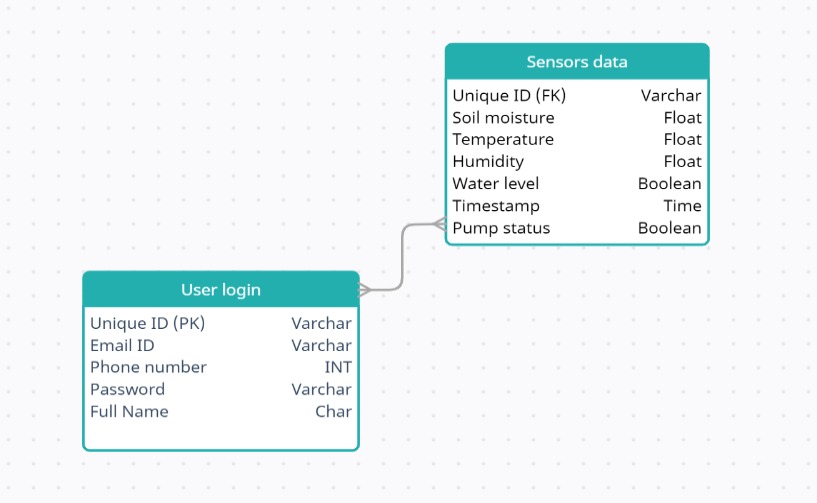 Sensors data
Unique ID (FK) Varchar
Soil moisture Float
Temperature Float
Humidity Float
Water level Boolean
Timestamp Time
Pump status Boolean
User login
Unique ID (PK) Varchar
Email ID Varchar
Phone number INT
Password Varchar
Full Name Char